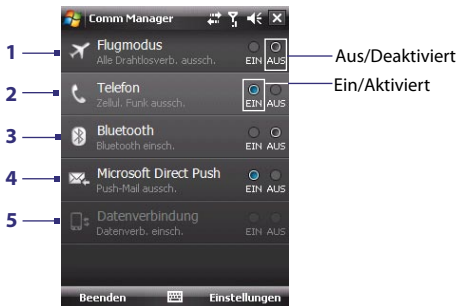 Comm Manager
1
Flugmodus
Alle Drahtlosverb. aussch.
EIN AUS
Aus/Deaktiviert
Ein/Aktiviert
2
Telefon
Zellul. Funk aussch.
EIN AUS
3
Bluetooth
Bluetooth einsch.
EIN AUS
4
Microsoft Direct Push
Push-Mail aussch.
EIN AUS
5
Datenverbindung
Datenverb. einsch.
EIN AUS
Beenden Einstellungen